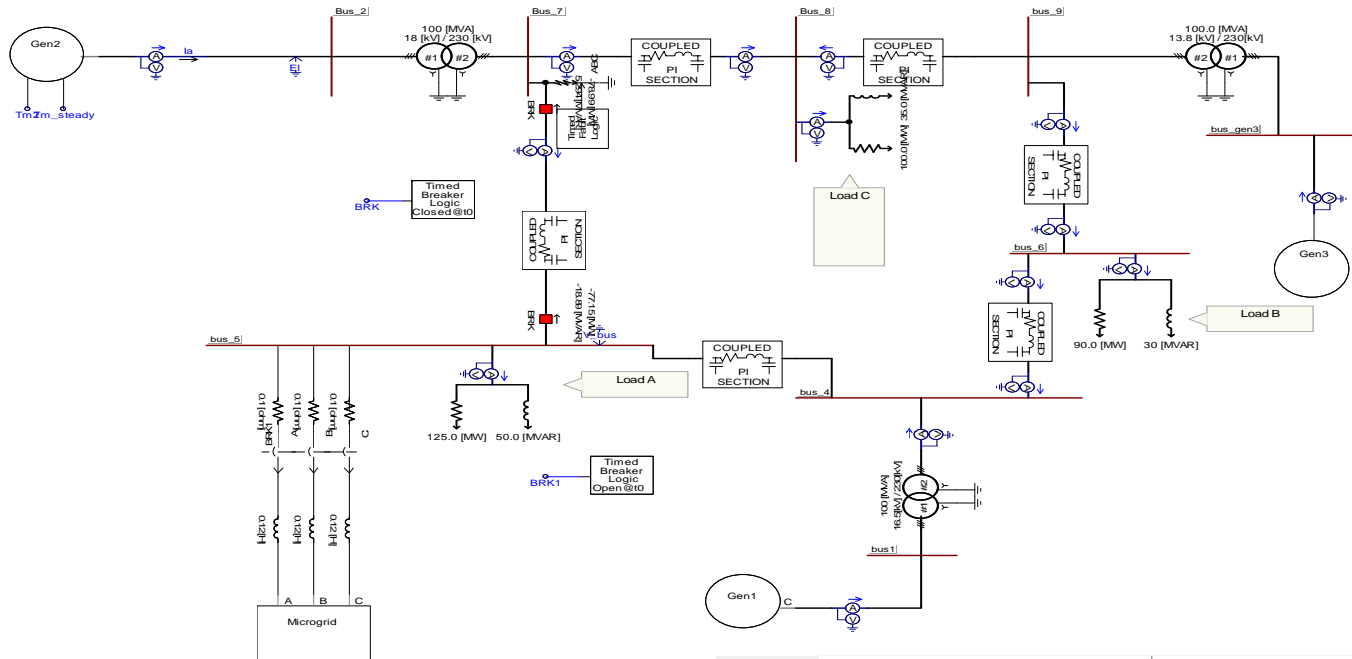 Bus_2
Bus_7
Bus_8
bus_9
Gen2
Ia
EI
Tm_steady
100 [MVA]
18 [kV] / 230 [kV]
#1
#2
A
V
COUPLED
PI
SECTION
COUPLED
PI
SECTION
100.0 [MVA]
13.8 [kV] / 230[kV]
#2
#1
ABC
BRK
Timed
Fault
Logic
100.0 [MW]
35.0 [MVAR]
Load C
bus_gen3
Gen3
COUPLED
PI
SECTION
BRK
Timed
Breaker
Logic
Closed@t0
COUPLED
PI
SECTION
bus_6
90.0 [MW]
30 [MVAR]
Load B
COUPLED
PI
SECTION
BRK
-77.15[MW]
-18.89[MVAR]
V_bus
bus_5
COUPLED
PI
SECTION
bus_4
Load A
125.0 [MW]
50.0 [MVAR]
0.1 [ohm]
0.1 [ohm]
0.1 [ohm]
BRK1
A
B
C
0.12 [H]
0.12 [H]
0.12 [H]
BRK1
Timed
Breaker
Logic
Open@t0
100 [MVA]
16.5[kV] / 230[kV]
#2
#1
bus1
Gen1
C
A
V
A
B
C
Microgrid